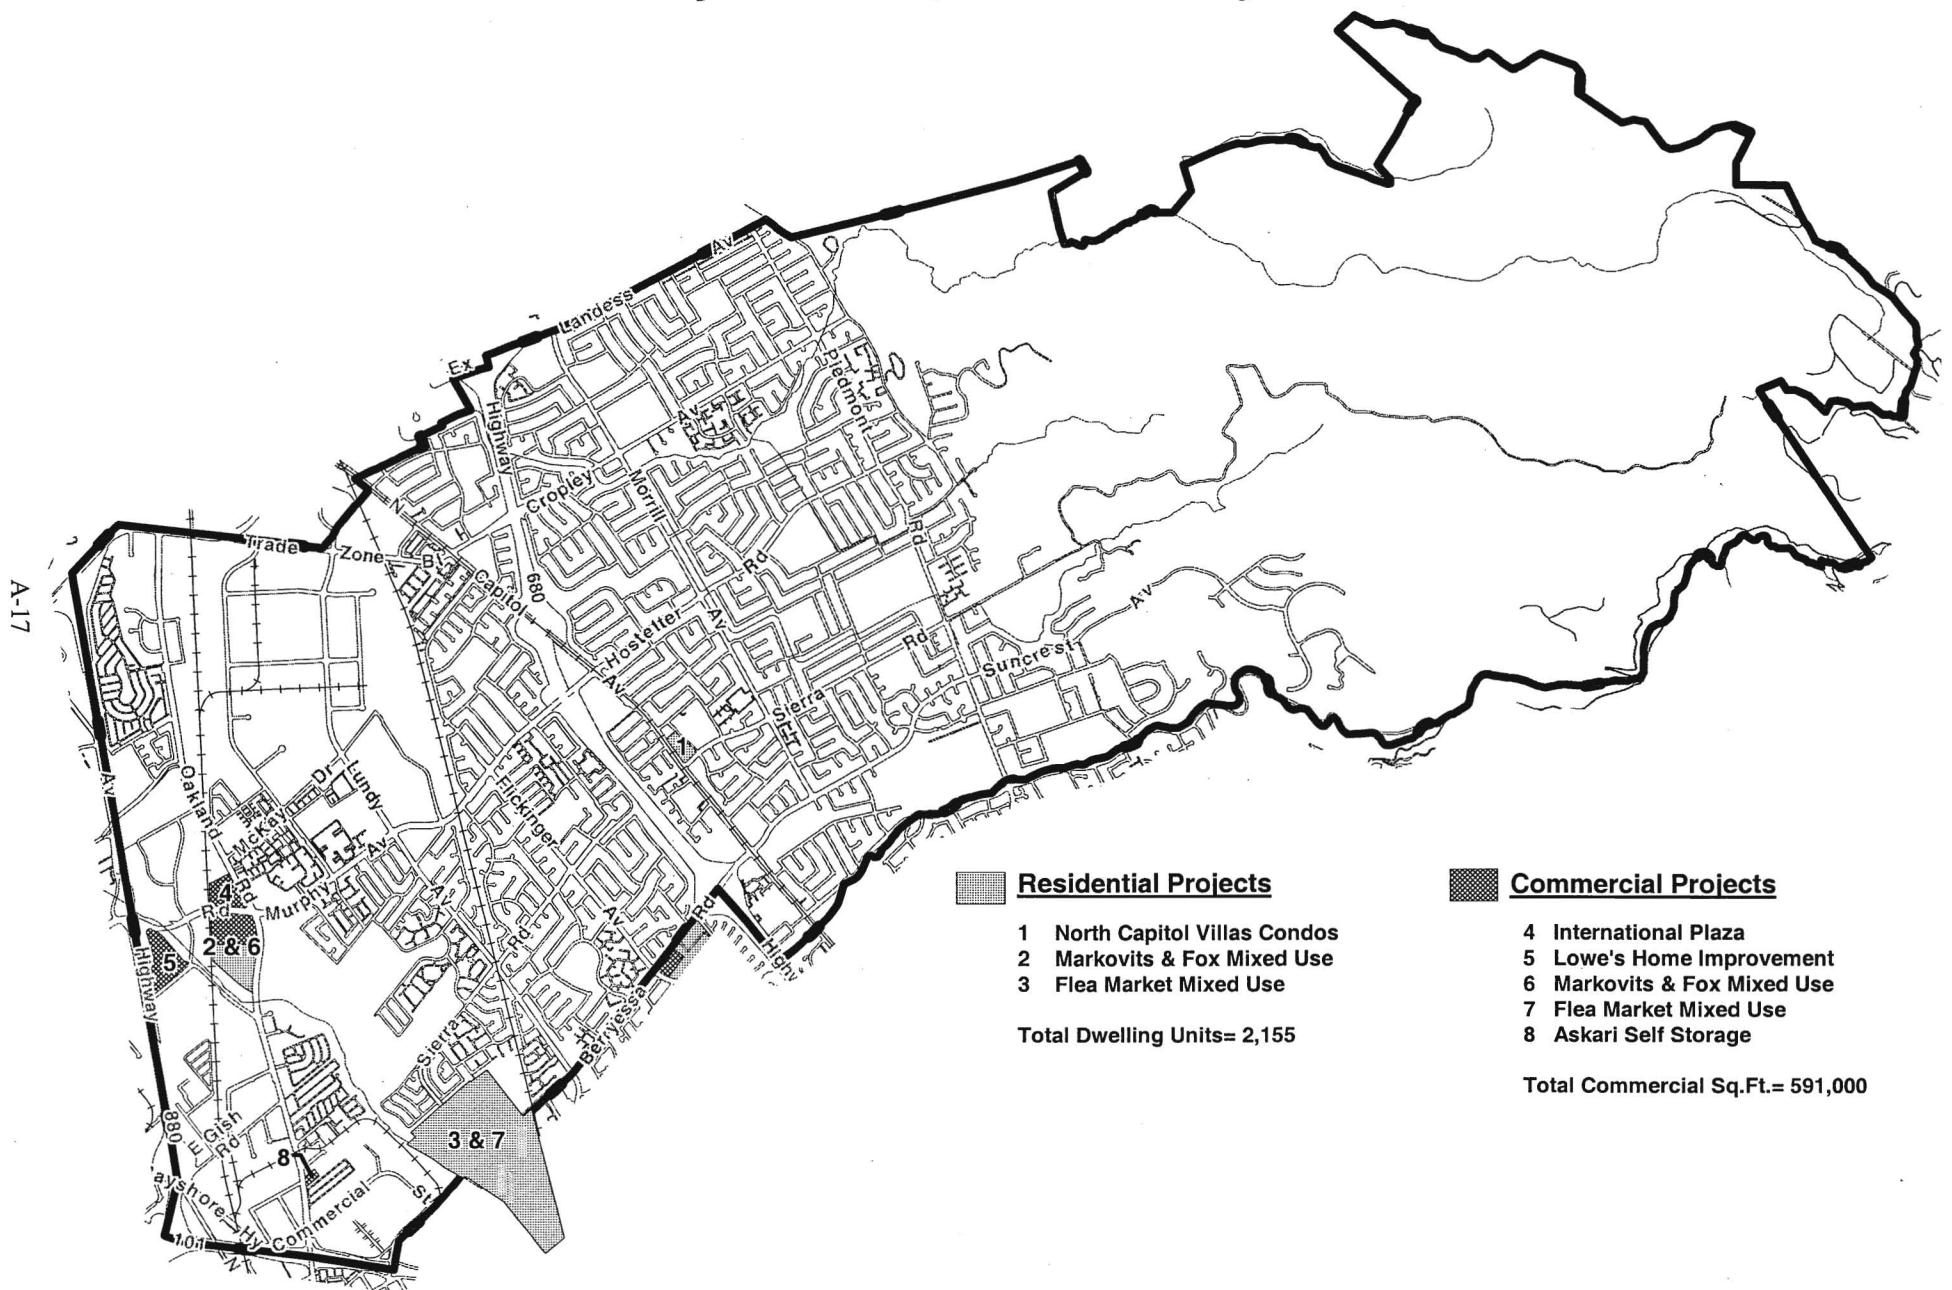 Av
Landess
Ex
Piedmont
Highway
Av
Cropley
Morrill
N
Trade
Zone
B
H
Capitol
680
Rd
Rd
Av
Hostetter
Av
Av
Rd
Suncrest
Sierra
1
A-17
Av
Oakland
Rd
McKay
Dr
Lundy
Flickinger
Av
4
Rd
Murphy
Av
Rd
Av
Rd
2 & 6
5
Highway
Highw
Berryessa
Sierra
3 & 7
880
E Gish
Rd
8
ayshore
Hy
Commercial
St
101
N
Residential Projects
1 North Capitol Villas Condos
2 Markovits & Fox Mixed Use
3 Flea Market Mixed Use
Total Dwelling Units= 2,155
Commercial Projects
4 International Plaza
5 Lowe's Home Improvement
6 Markovits & Fox Mixed Use
7 Flea Market Mixed Use
8 Askari Self Storage
Total Commercial Sq.Ft.= 591,000